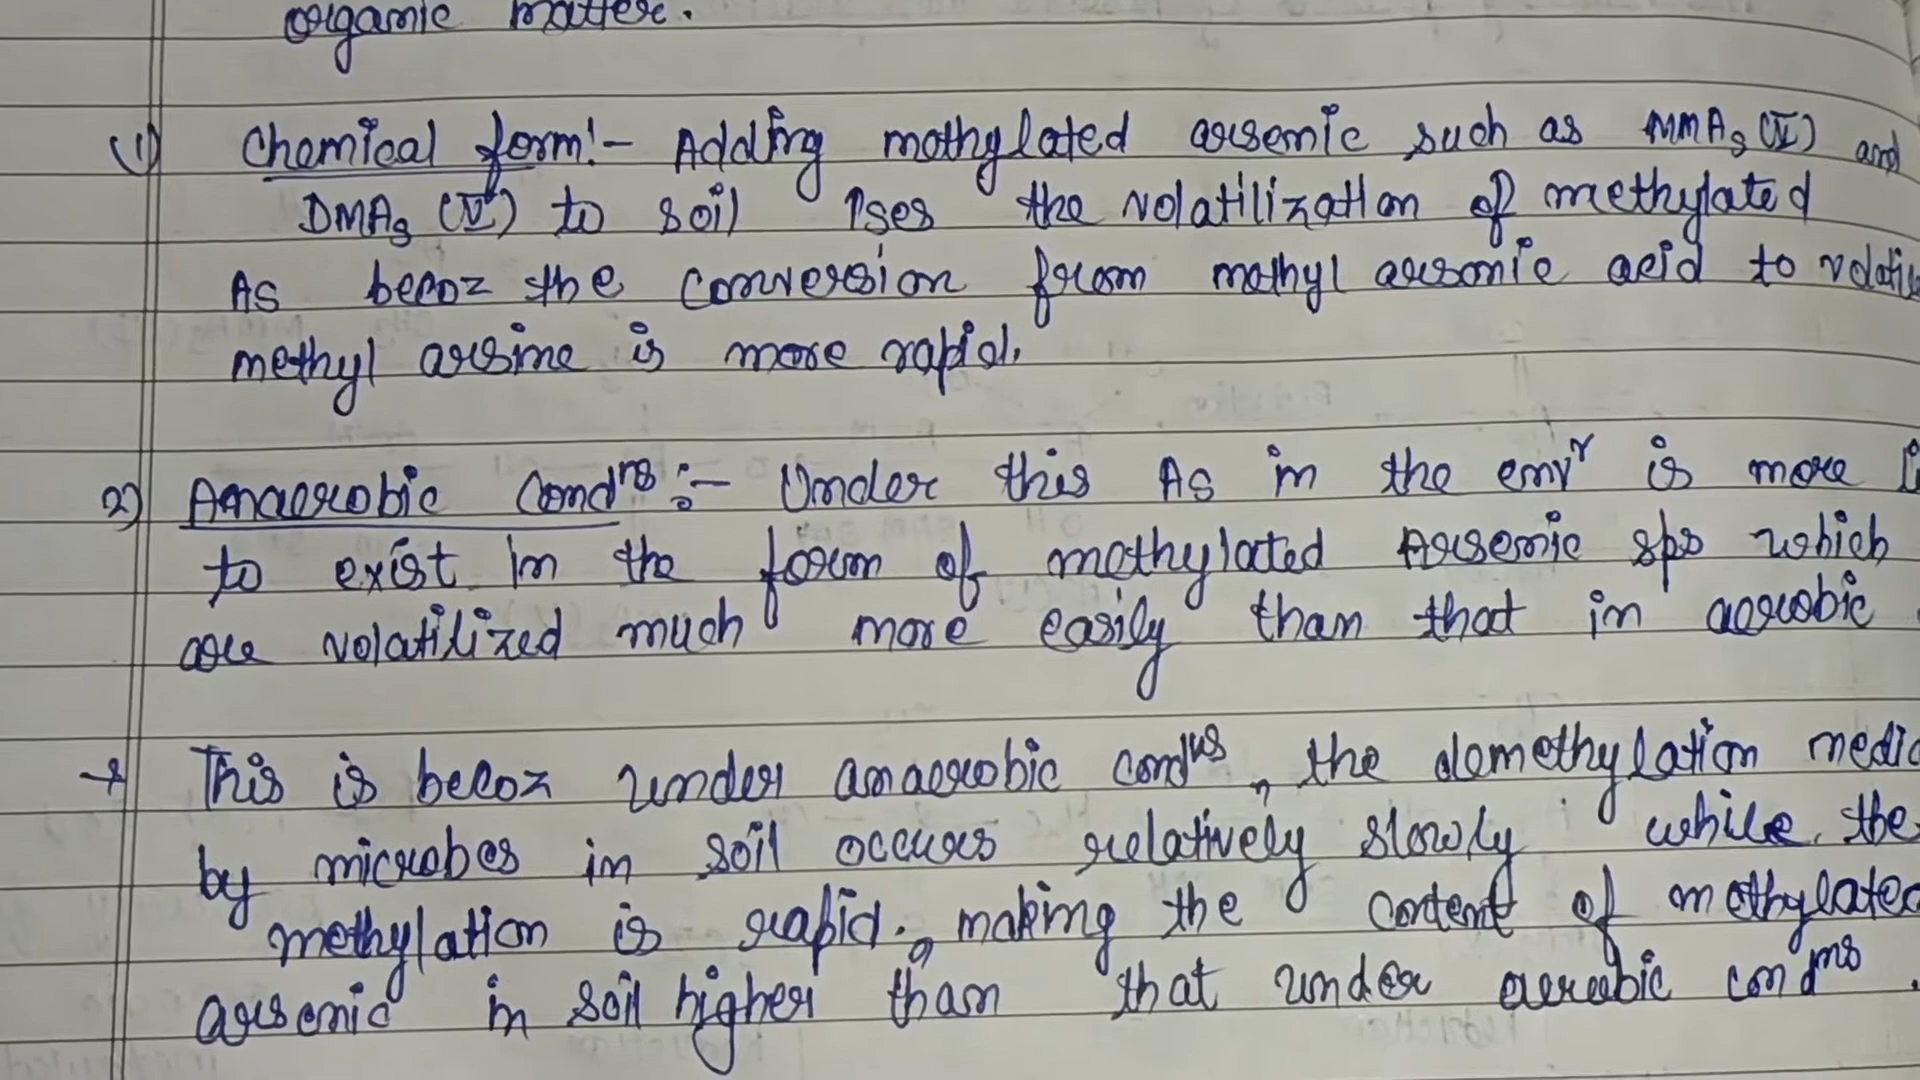 organic matter.
(1) Chemical form:- Adding methylated arsenic such as MMAs (V) and
DMAs (V) to soil ↑ses the volatilization of methylated
As becoz the conversion from methyl arsonic acid to
methyl arsine is more rapid.
2) Anaerobic Condns:- Under this As in the envr is more
to exist in the form of methylated Arsenic sps which
are volatilized much more easily than that in aerobic
→ This is becoz under anaerobic condns, the demethylation
by microbes in soil occurs relatively slowly while the
methylation is rapid, making the content of methylated
arsenic in soil higher than that under aerobic condns.